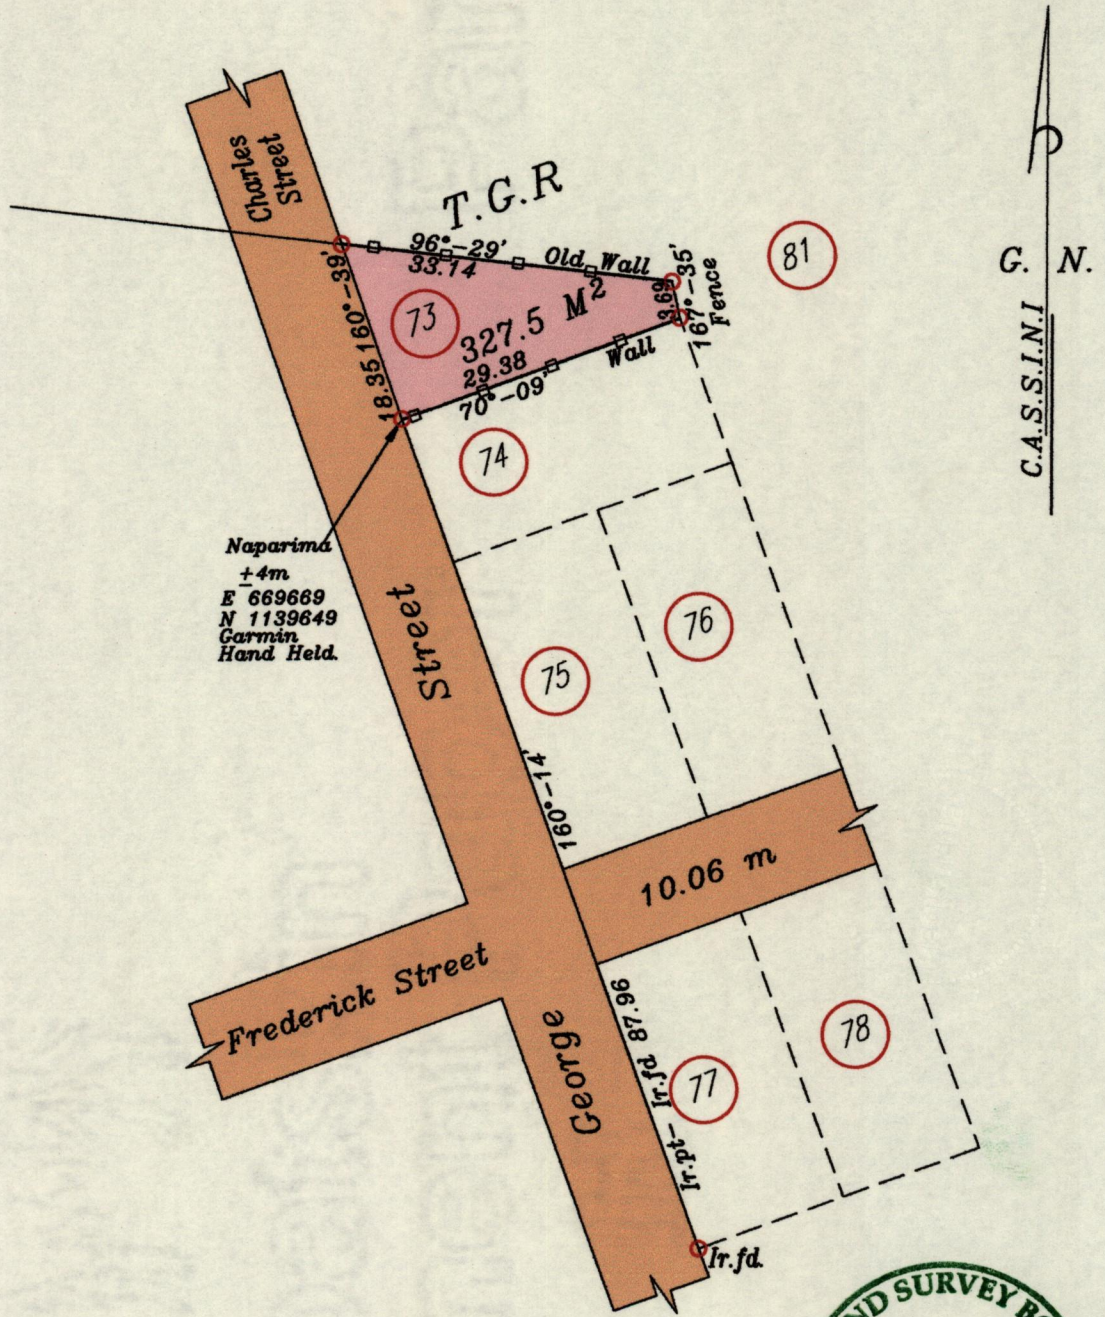 Charles
Street
T.G.R
96°-29'
33.14
Old Wall
81
G. N.
C.A.S.S.I.N.I
18.35 160°-39'
73
327.5 M²
3.69
167°-35'
Fence
29.38
70°-09'
Wall
74
Naparima
±4m
E 669669
N 1139649
Garmin
Hand Held.
Street
75
76
160°-14'
10.06 m
Frederick Street
George
Ir.pt- Ir.fd 87.96
77
78
Ir.fd.
ND SURVEY BO